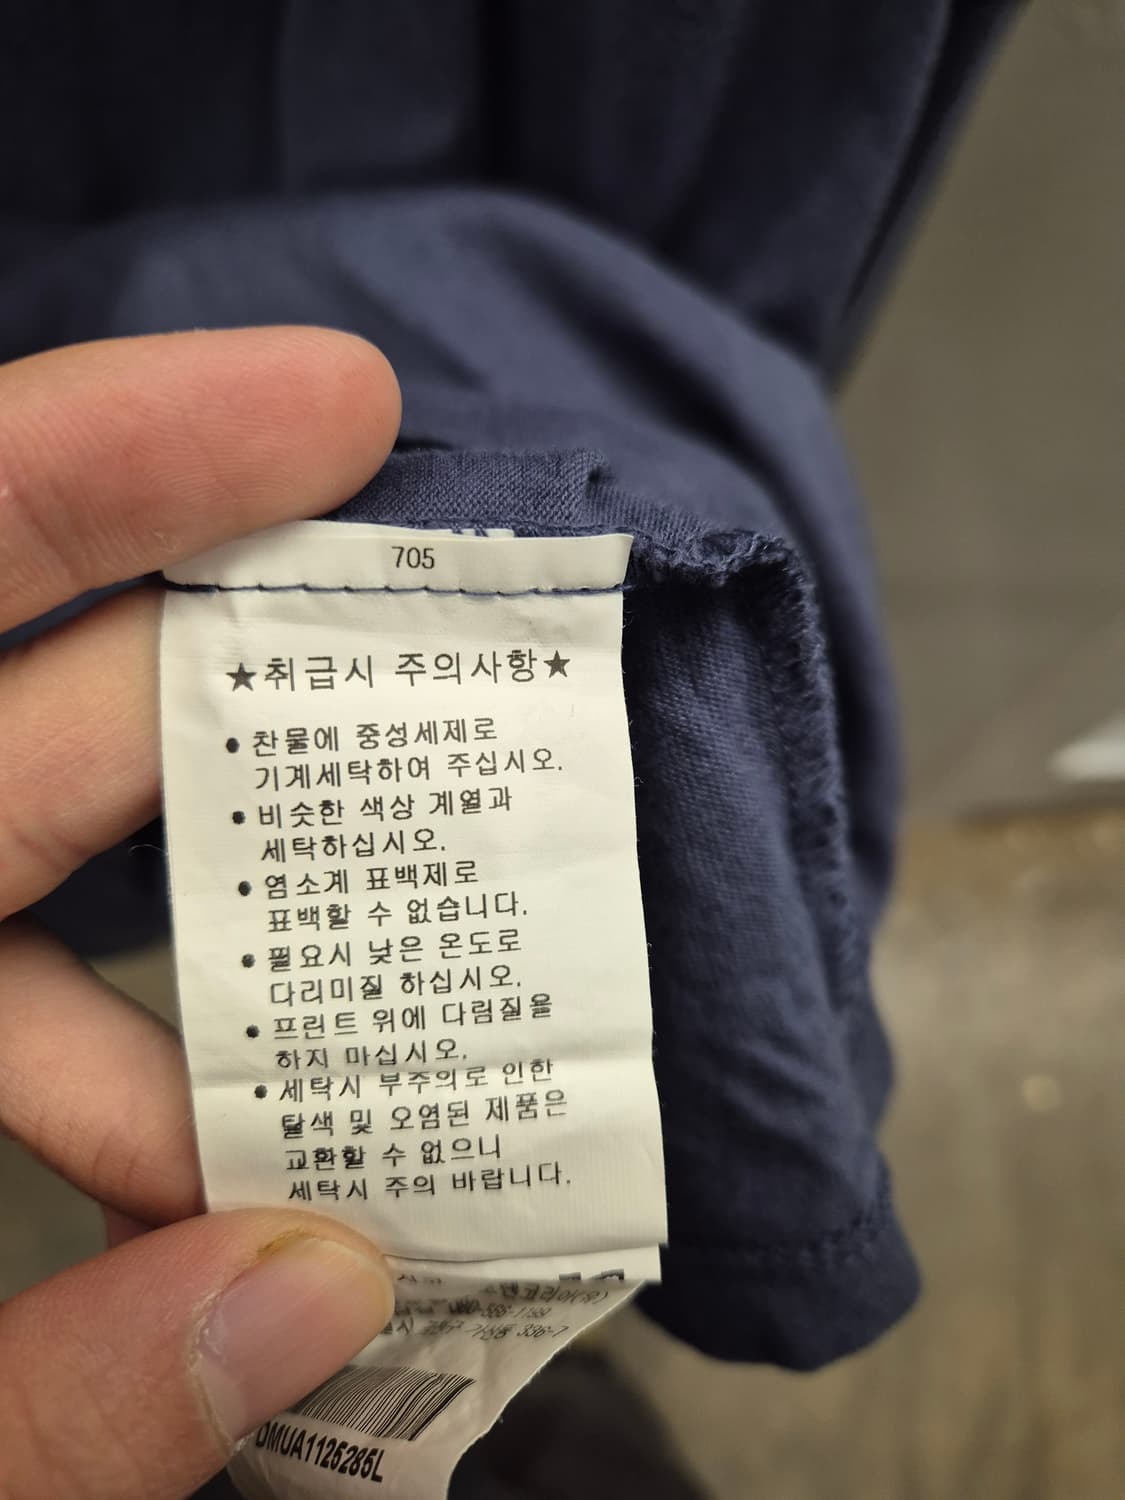 705
★취급시 주의사항★
● 찬물에 중성세제로
기계세탁하여 주십시오.
● 비슷한 색상 계열과
세탁하십시오.
● 염소계 표백제로
표백할 수 없습니다.
● 필요시 낮은 온도로
다리미질 하십시오.
● 프린트 위에 다림질을
하지 마십시오.
● 세탁시 부주의로 인한
탈색 및 오염된 제품은
교환할 수 없으니
세탁시 주의 바랍니다.
가산동 336-7
DMUA1125285L